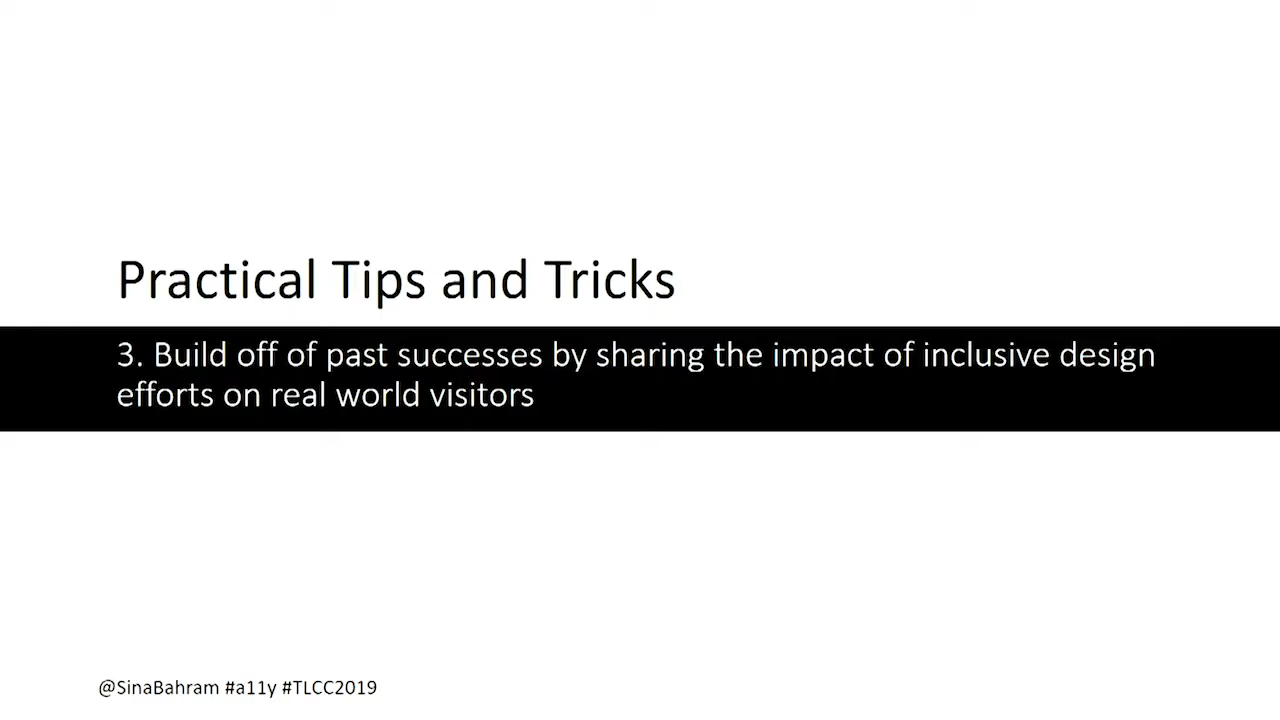 Practical Tips and Tricks
3. Build off of past successes by sharing the impact of inclusive design
efforts on real world visitors
@SinaBahram #a11y #TLCC2019